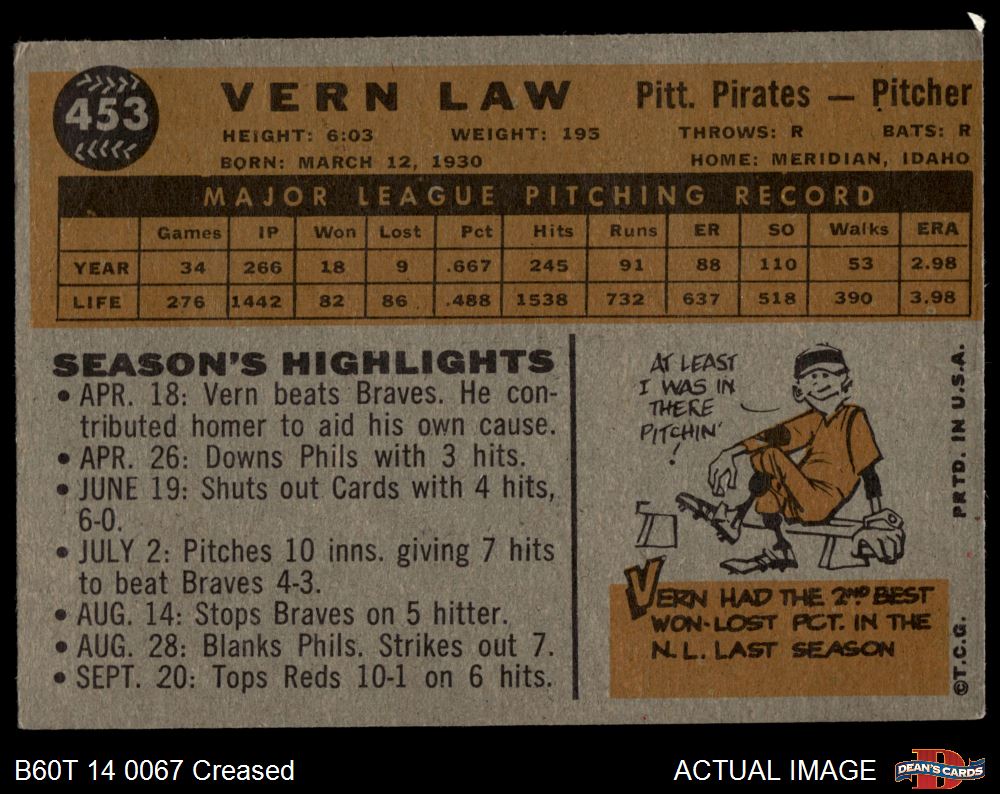 453
VERN LAW
Pitt. Pirates — Pitcher
HEIGHT: 6:03 WEIGHT: 195 THROWS: R BATS: R
BORN: MARCH 12, 1930 HOME: MERIDIAN, IDAHO
MAJOR LEAGUE PITCHING RECORD
Games IP Won Lost Pct Hits Runs ER SO Walks ERA
YEAR 34 266 18 9 .667 245 91 88 110 53 2.98
LIFE 276 1442 82 86 .488 1538 732 637 518 390 3.98
SEASON'S HIGHLIGHTS
• APR. 18: Vern beats Braves. He con-
tributed homer to aid his own cause.
• APR. 26: Downs Phils with 3 hits.
• JUNE 19: Shuts out Cards with 4 hits,
6-0.
• JULY 2: Pitches 10 inns. giving 7 hits
to beat Braves 4-3.
• AUG. 14: Stops Braves on 5 hitter.
• AUG. 28: Blanks Phils. Strikes out 7.
• SEPT. 20: Tops Reds 10-1 on 6 hits.
AT LEAST
I WAS IN
THERE
PITCHIN'
!
VERN HAD THE 2ND BEST
WON-LOST PCT. IN THE
N.L. LAST SEASON
PRTD. IN U.S.A.
©T.C.G.
B60T 14 0067 Creased
ACTUAL IMAGE
DEAN'S CARDS